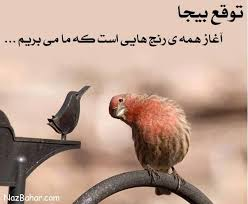 توقع بیجا
آغاز همه ی رنج هایی است که ما می بریم ...
NazBahar.com